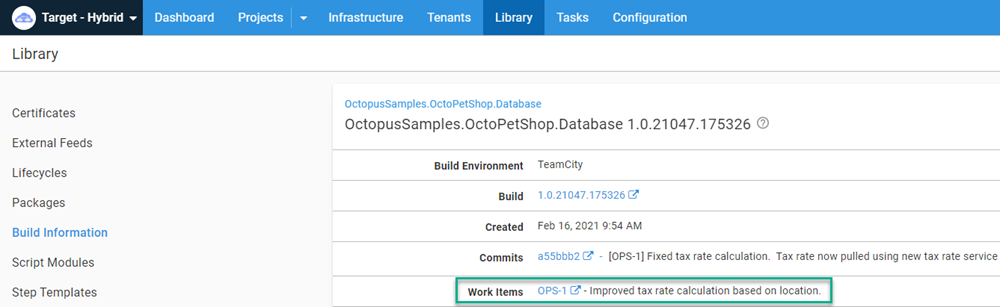 Target - Hybrid Dashboard Projects Infrastructure Tenants Library Tasks Configuration
Library
Certificates
External Feeds
Lifecycles
Packages
Build Information
Script Modules
Step Templates
OctopusSamples.OctoPetShop.Database
OctopusSamples.OctoPetShop.Database 1.0.21047.175326
Build Environment TeamCity
Build 1.0.21047.175326
Created Feb 16, 2021 9:54 AM
Commits a55bbb2 - [OPS-1] Fixed tax rate calculation. Tax rate now pulled using new tax rate service
Work Items OPS-1 - Improved tax rate calculation based on location.